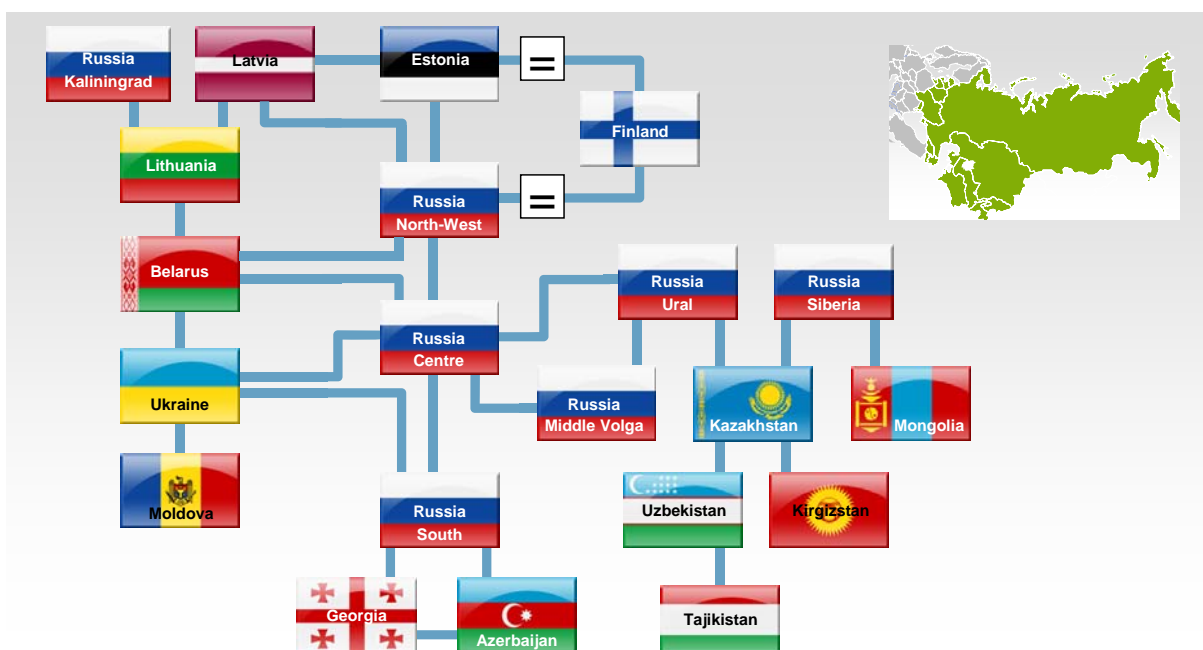 Russia
Kaliningrad
Latvia
Estonia
=
Finland
Lithuania
Russia
North-West
=
Belarus
Russia
Ural
Russia
Siberia
Russia
Centre
Ukraine
Russia
Middle Volga
Kazakhstan
Mongolia
Moldova
Russia
South
Uzbekistan
Kirgizstan
Georgia
Azerbaijan
Tajikistan